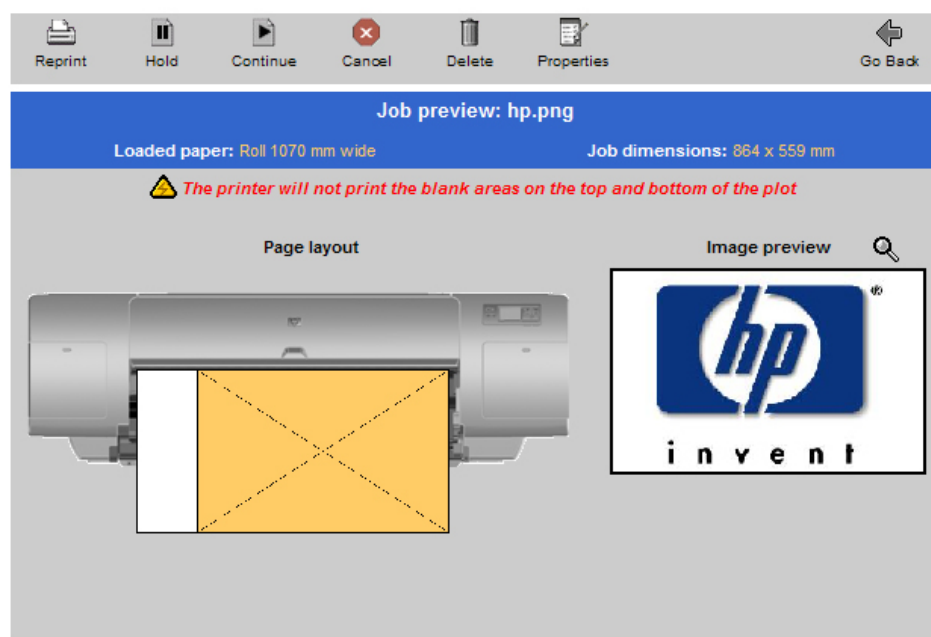 Reprint Hold Continue Cancel Delete Properties Go Back
Job preview: hp.png
Loaded paper: Roll 1070 mm wide Job dimensions: 864 x 559 mm
The printer will not print the blank areas on the top and bottom of the plot
Page layout Image preview
hp ®
invent